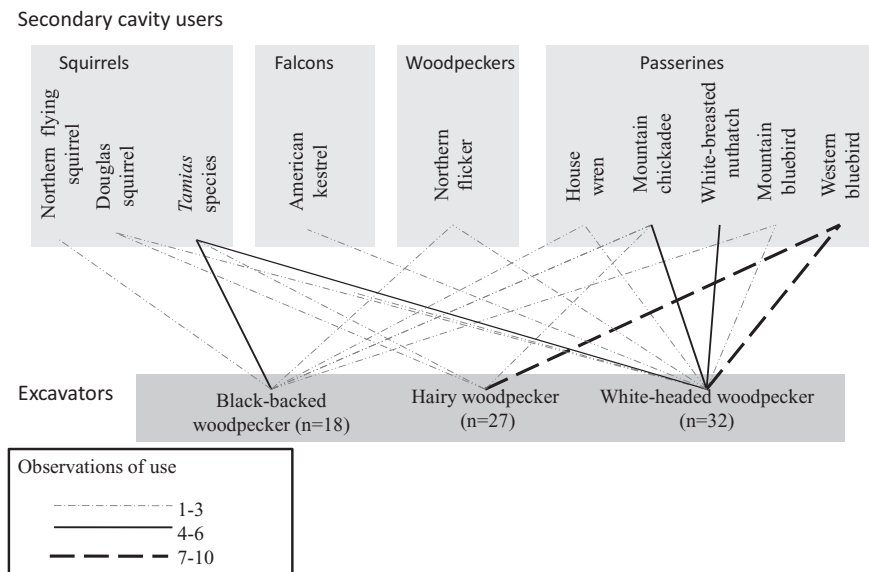 Secondary cavity users
Squirrels
Falcons
Woodpeckers
Passerines
Northern flying
squirrel
Douglas
squirrel
Tamias
species
American
kestrel
Northern
flicker
House
wren
Mountain
chickadee
White-breasted
nuthatch
Mountain
bluebird
Western
bluebird
Excavators
Black-backed
woodpecker (n=18)
Hairy woodpecker
(n=27)
White-headed woodpecker
(n=32)
Observations of use
1-3
4-6
7-10